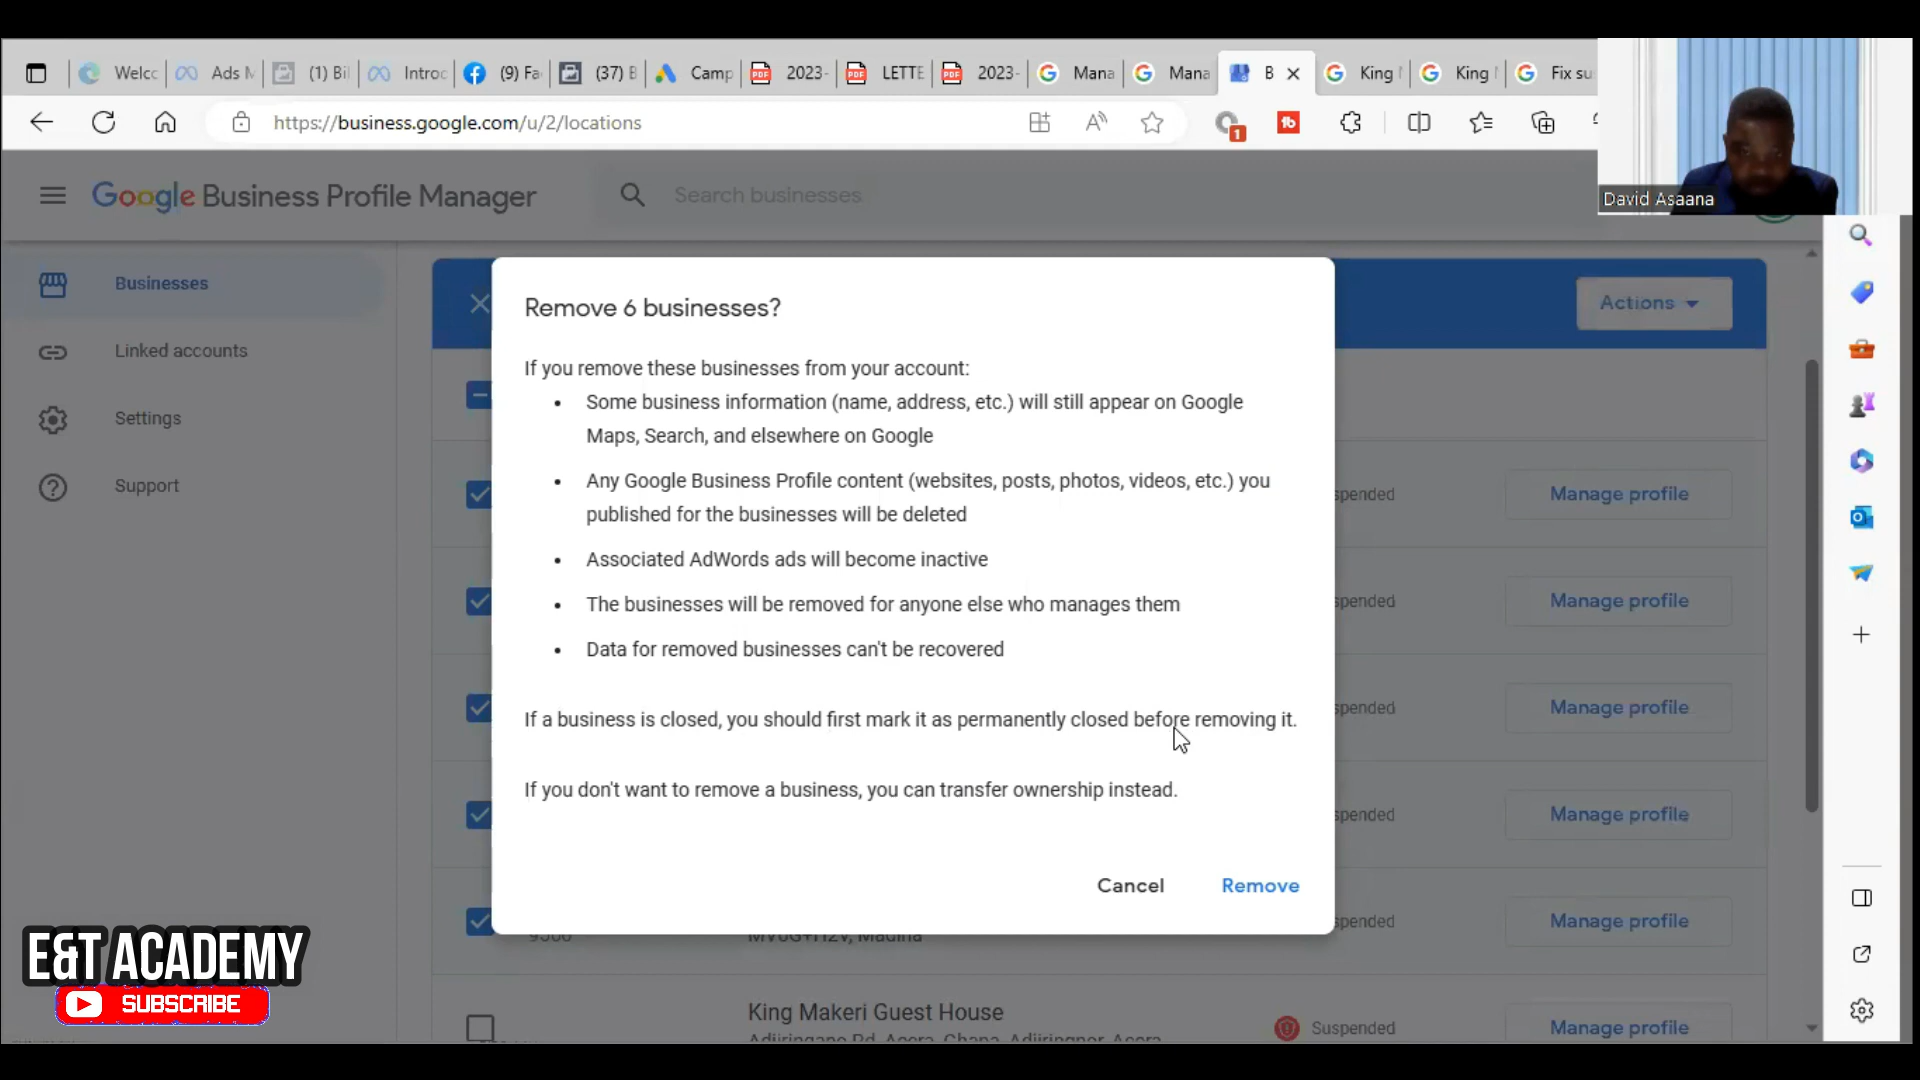 Welcc
Ads M
(1) Bil
Introc
(9) Fa
(37) B
Camp
PDF
2023-
PDF
LETTE
PDF
2023-
Mana
Mana
B
King
King
Fix su
https://business.google.com/u/2/locations
1
David Asaana
Google Business Profile Manager
Search businesses
Businesses
Linked accounts
Settings
Support
Actions
Remove 6 businesses?
If you remove these businesses from your account:
• Some business information (name, address, etc.) will still appear on Google
Maps, Search, and elsewhere on Google
• Any Google Business Profile content (websites, posts, photos, videos, etc.) you
published for the businesses will be deleted
• Associated AdWords ads will become inactive
• The businesses will be removed for anyone else who manages them
• Data for removed businesses can't be recovered
If a business is closed, you should first mark it as permanently closed before removing it.
If you don't want to remove a business, you can transfer ownership instead.
Cancel
Remove
spended
Manage profile
spended
Manage profile
spended
Manage profile
spended
Manage profile
spended
Manage profile
King Makeri Guest House
Suspended
Manage profile
E&T ACADEMY
SUBSCRIBE